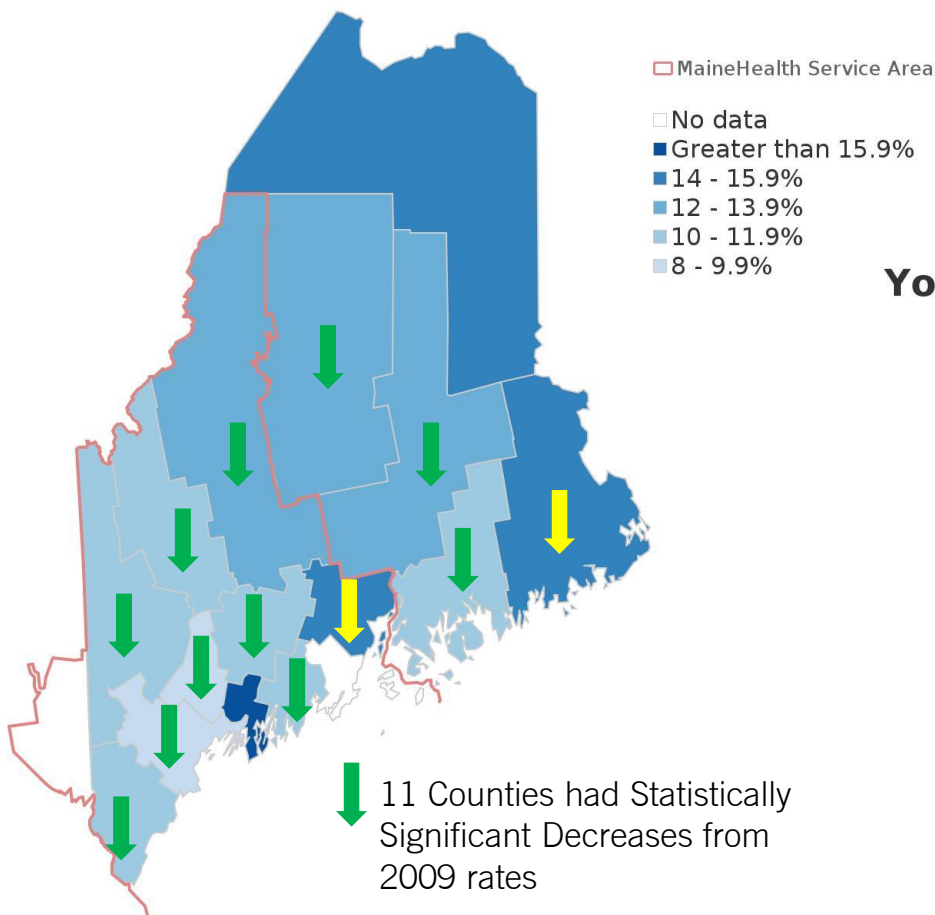 MaineHealth Service Area
No data
Greater than 15.9%
14 - 15.9%
12 - 13.9%
10 - 11.9%
8 - 9.9%
Yo
11 Counties had Statistically
Significant Decreases from
2009 rates